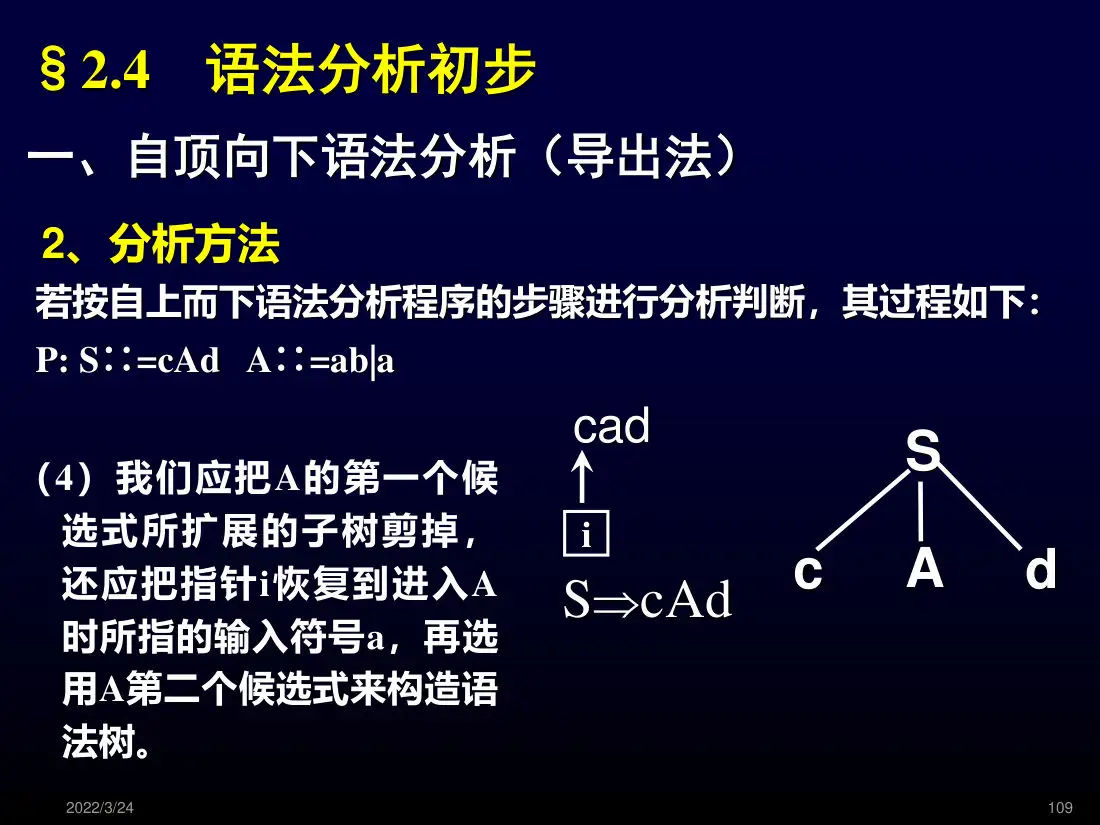 §2.4 语法分析初步
一、自顶向下语法分析（导出法）
2、分析方法
若按自上而下语法分析程序的步骤进行分析判断，其过程如下：
P: S∷=cAd A∷=ab|a
（4）我们应把A的第一个候
选式所扩展的子树剪掉，
还应把指针i恢复到进入A
时所指的输入符号a，再选
用A第二个候选式来构造语
法树。
cad
i
S⇒cAd
S
c A d
2022/3/24
109